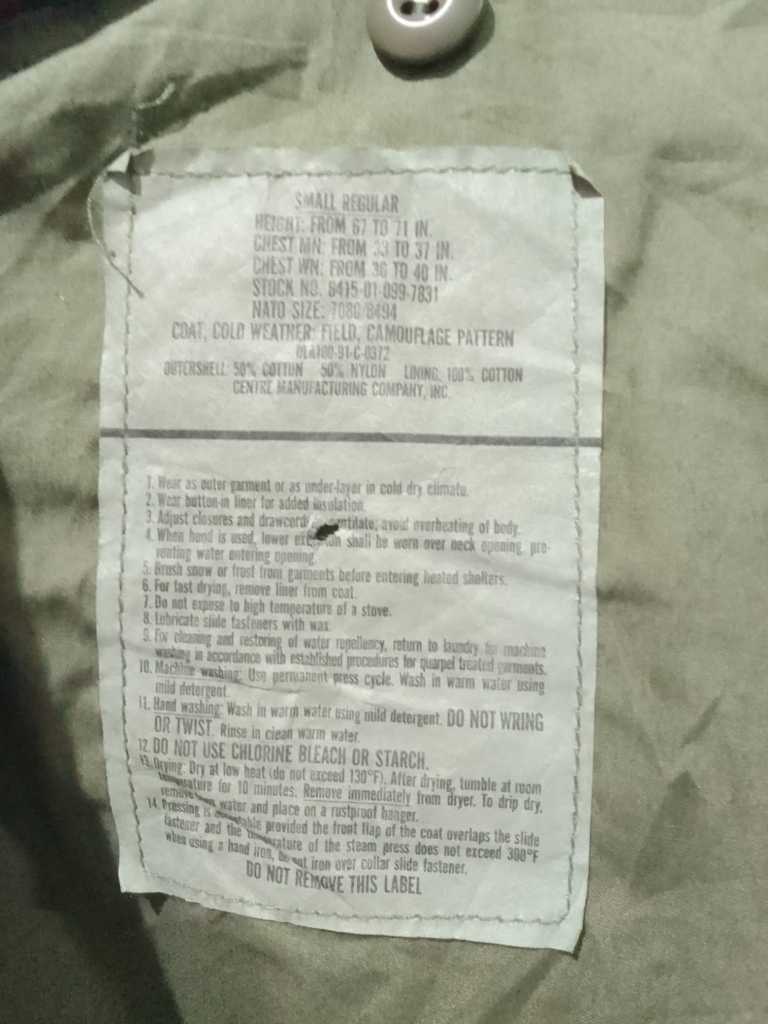 SMALL REGULAR
HEIGHT: FROM 67 TO 71 IN.
CHEST MN: FROM 33 TO 37 IN.
CHEST WN: FROM 36 TO 40 IN.
STOCK NO. 8415-01-099-7831
NATO SIZE: 7080/8494
COAT, COLD WEATHER: FIELD, CAMOUFLAGE PATTERN
DLA100-91-C-0372
OUTERSHELL: 50% COTTON 50% NYLON LINING, 100% COTTON
CENTRE MANUFACTURING COMPANY, INC.
1. Wear as outer garment or as under-layer in cold dry climate.
2. Wear button-in liner for added insulation.
3. Adjust closures and drawcord ventilate, avoid overheating of body.
4. When hood is used, lower shall be worn over neck opening, pre-
venting water entering opening.
5. Brush snow or frost from garments before entering heated shelters.
6. For fast drying, remove liner from coat.
7. Do not expose to high temperature of a stove.
8. Lubricate slide fasteners with wax.
9. For cleaning and restoring of water repellency, return to laundry for machine
washing in accordance with established procedures for quarpel treated garments.
10. Machine washing: Use permanent press cycle. Wash in warm water using
mild detergent.
11. Hand washing: Wash in warm water using mild detergent. DO NOT WRING
OR TWIST. Rinse in clean warm water.
12. DO NOT USE CHLORINE BLEACH OR STARCH.
13. Drying: Dry at low heat (do not exceed 130°F). After drying, tumble at room
temperature for 10 minutes. Remove immediately from dryer. To drip dry,
remove from water and place on a rustproof hanger.
14. Pressing is provided the front flap of the coat overlaps the slide
fastener and the temperature of the steam press does not exceed 300°F
when using a hand iron, do not iron over collar slide fastener.
DO NOT REMOVE THIS LABEL